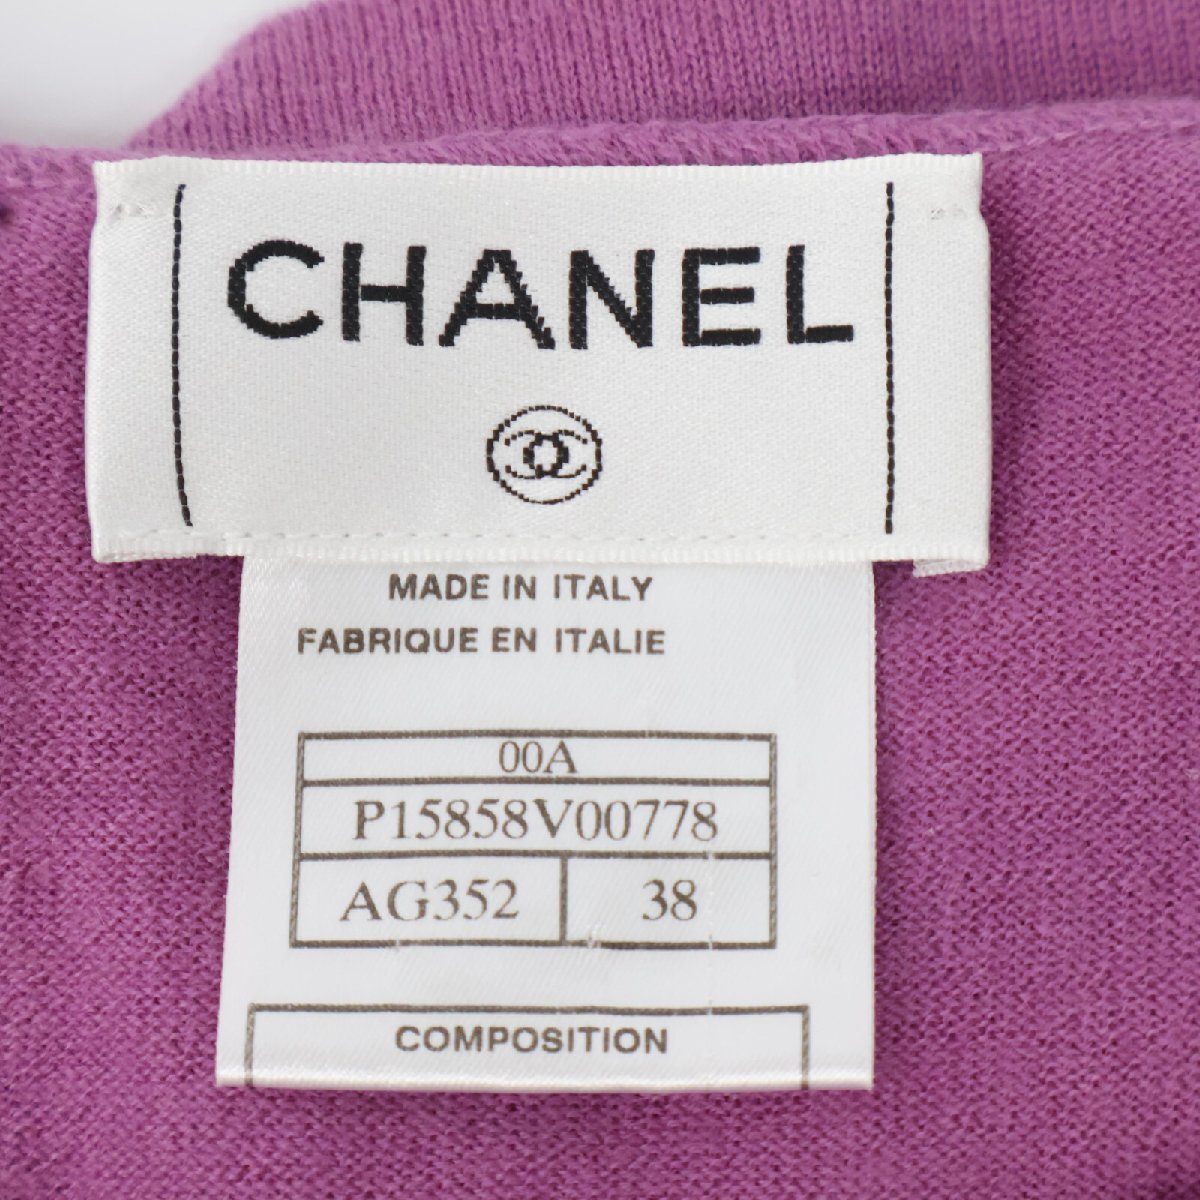 CHANEL
MADE IN ITALY
FABRIQUE EN ITALIE
00A
P15858V00778
AG352 38
COMPOSITION